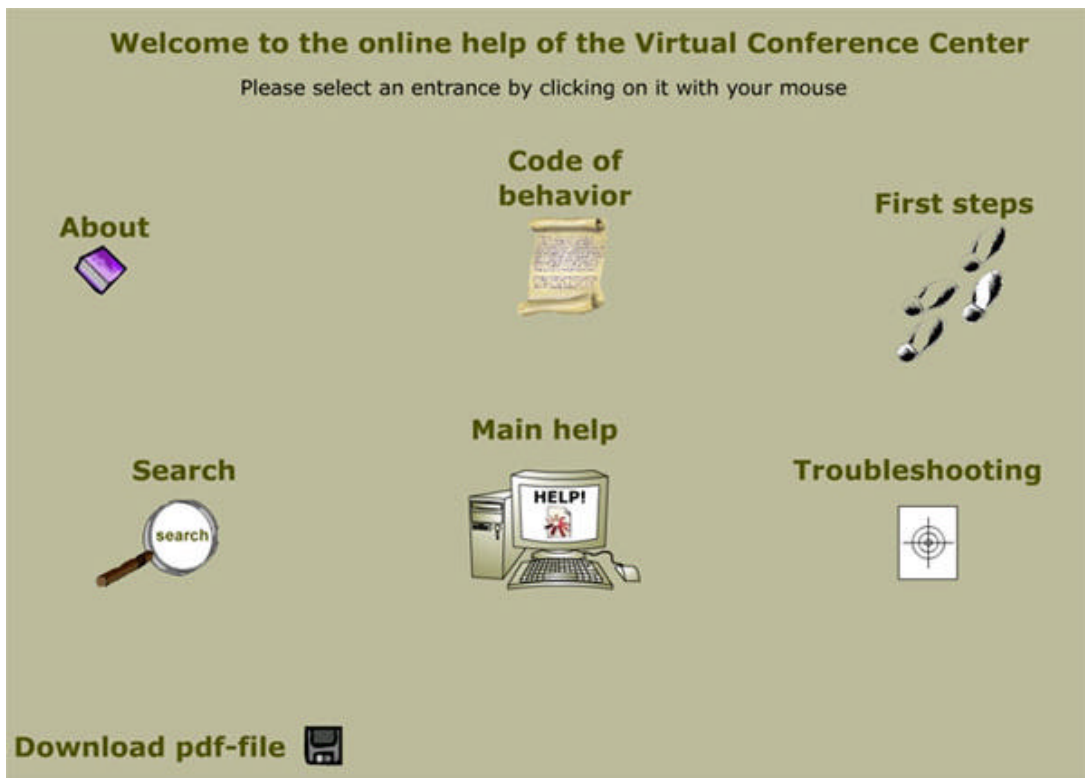 Welcome to the online help of the Virtual Conference Center
Please select an entrance by clicking on it with your mouse
Code of
behavior
First steps
About
Main help
Search
Troubleshooting
HELP!
search
Download pdf-file